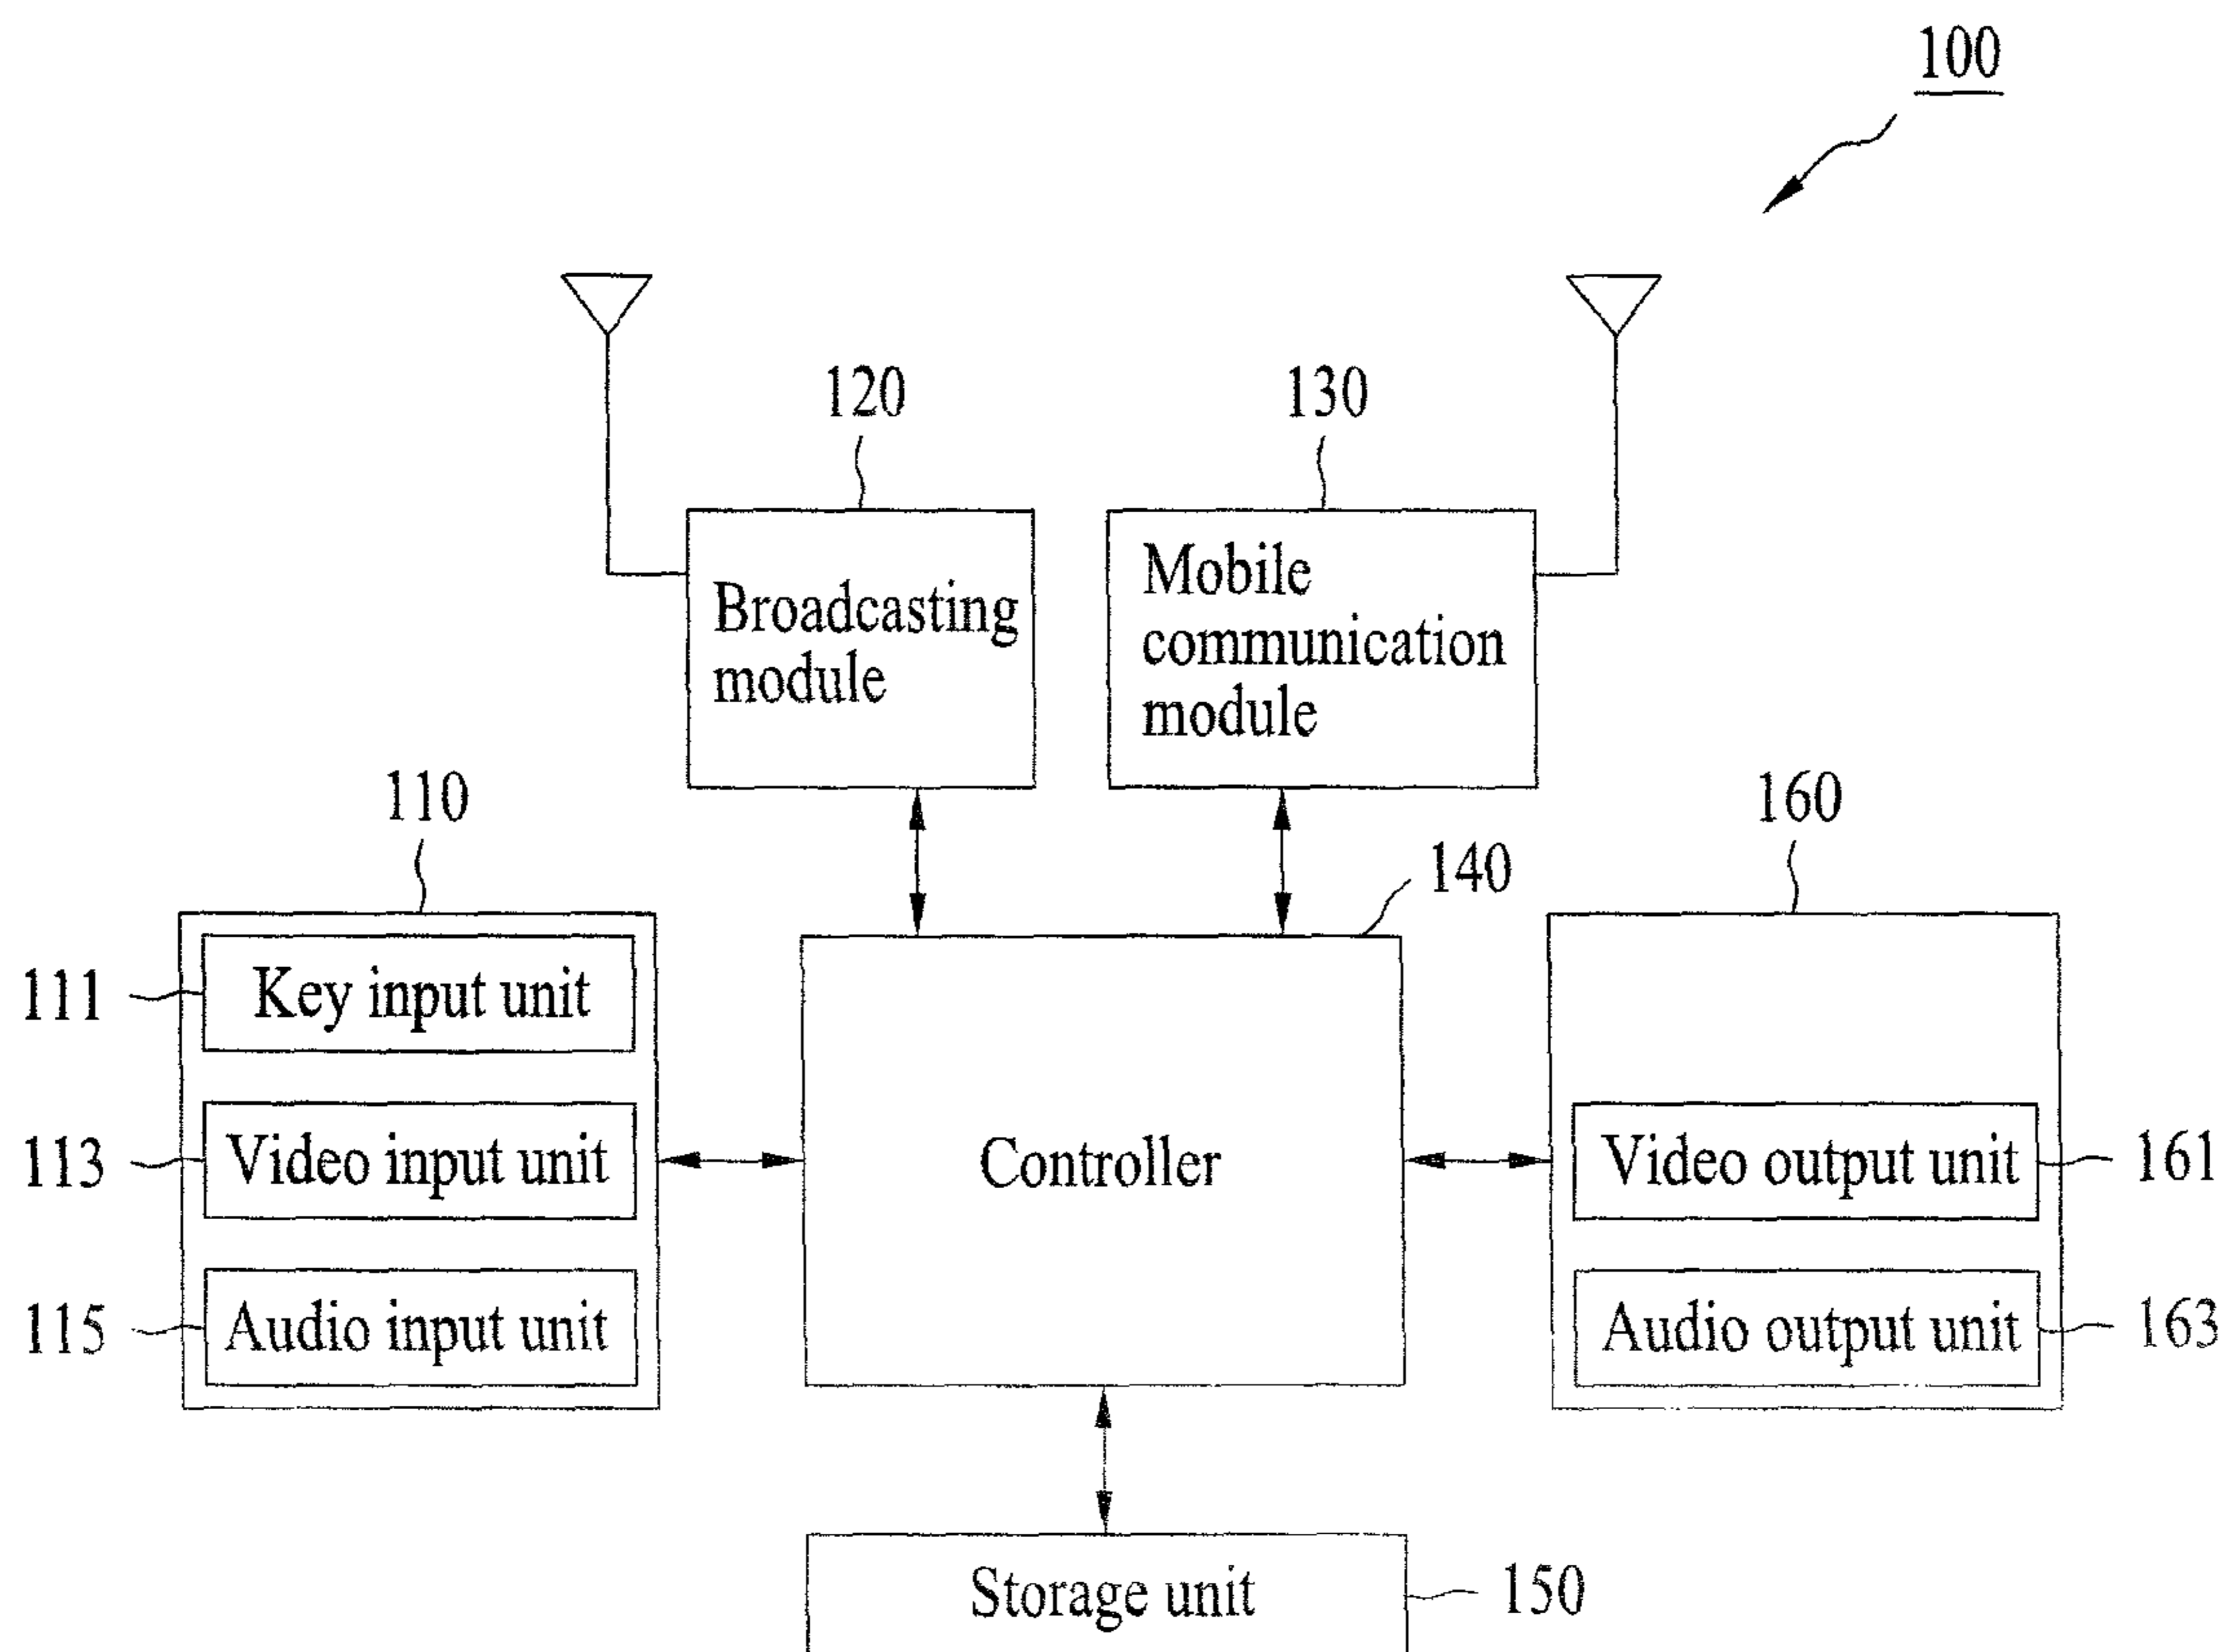 100
120
130
Broadcasting
module
Mobile
communication
module
110
160
140
111
Key input unit
113
Video input unit
Controller
Video output unit
161
115
Audio input unit
Audio output unit
163
Storage unit
150